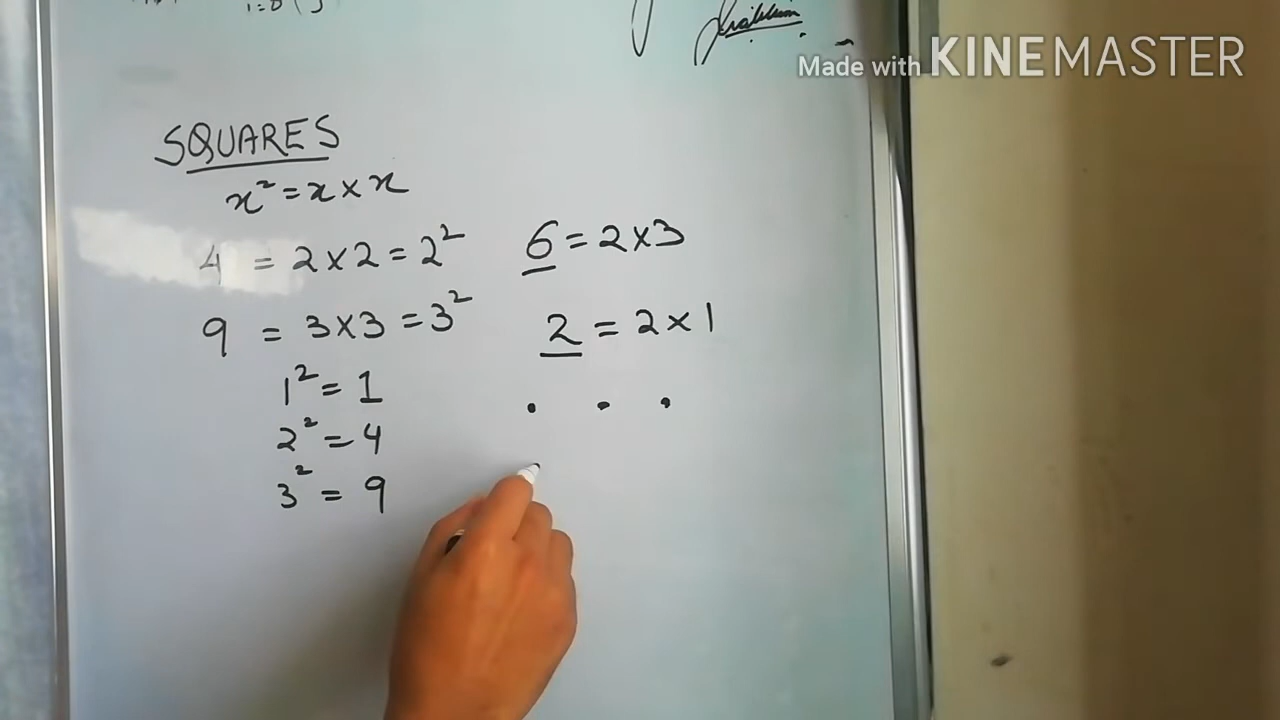 Made with KINEMASTER
SQUARES
x² = x × x
4 = 2 × 2 = 2²
9 = 3 × 3 = 3²
1² = 1
2² = 4
3² = 9
6 = 2 × 3
2 = 2 × 1
. . .